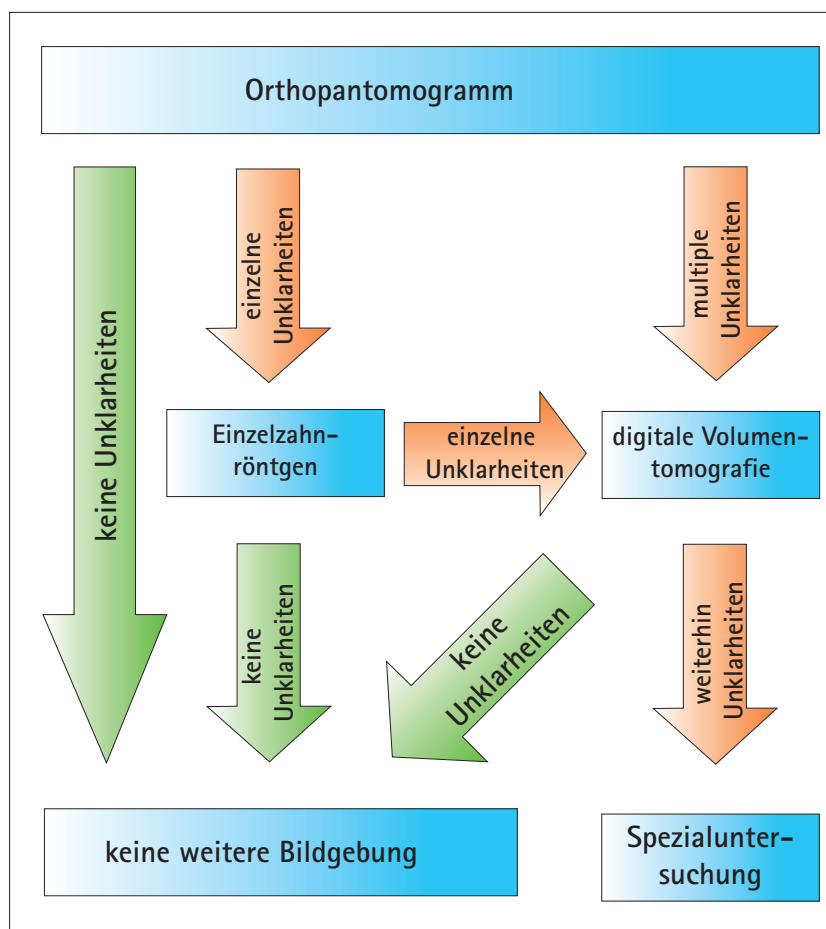 Orthopantomogramm
keine Unklarheiten
einzelne
Unklarheiten
multiple
Unklarheiten
Einzelzahn-
röntgen
einzelne
Unklarheiten
digitale Volumen-
tomografie
keine
Unklarheiten
keine
Unklarheiten
weiterhin
Unklarheiten
keine weitere Bildgebung
Spezialunter-
suchung